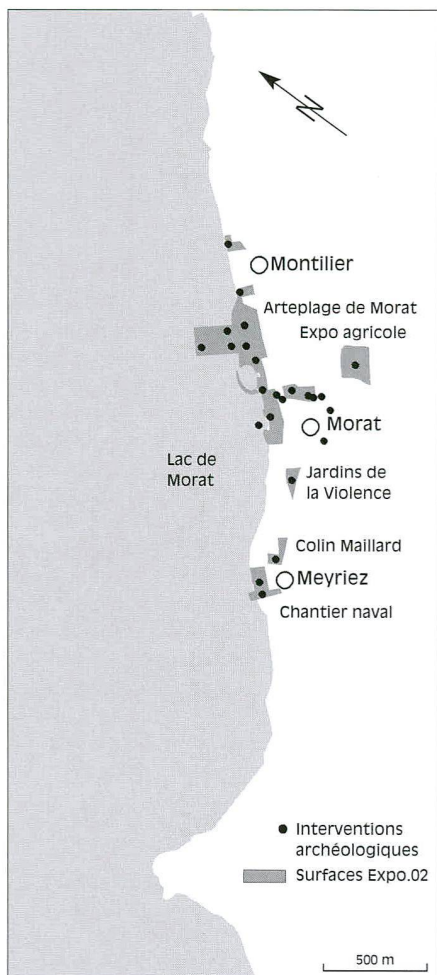 N
Montilier
Arteplage de Morat
Expo agricole
Morat
Lac de
Morat
Jardins de
la Violence
Colin Maillard
Meyriez
Chantier naval
Interventions
archéologiques
Surfaces Expo.02
500 m